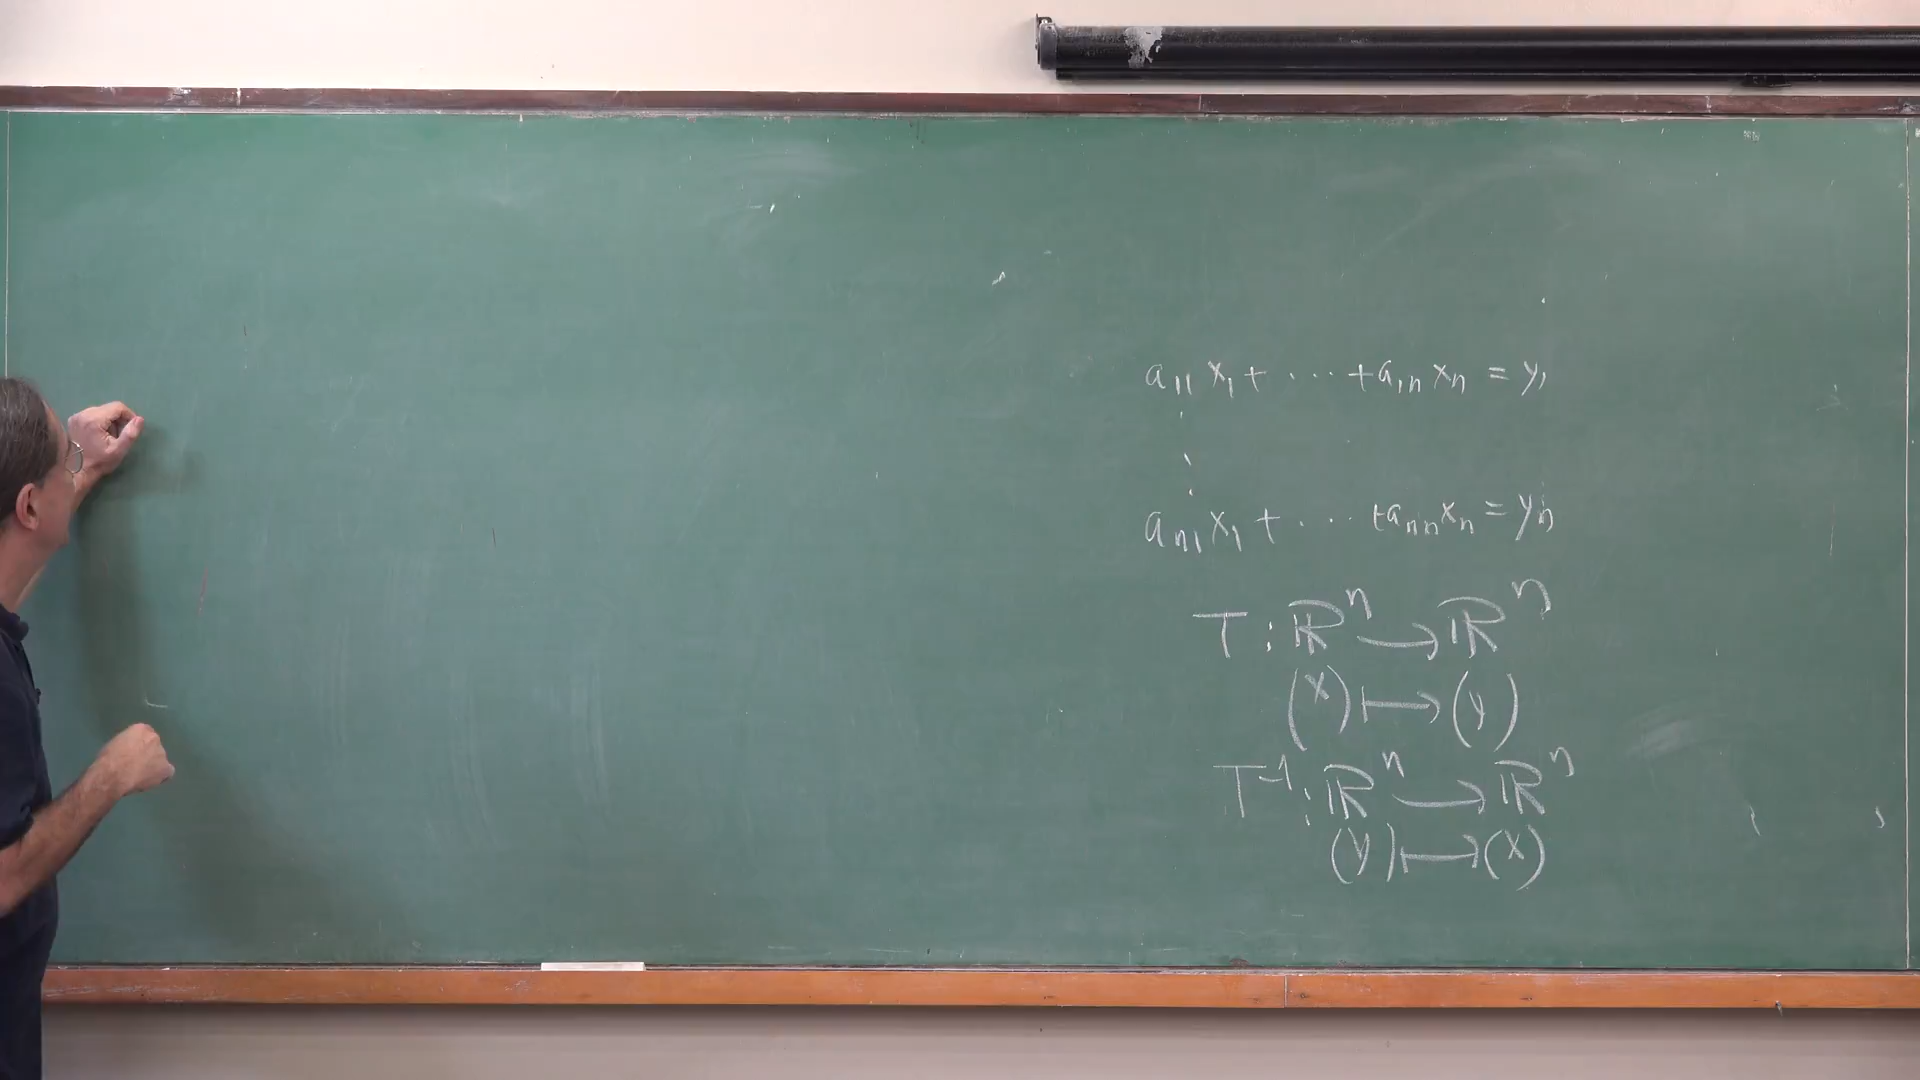 a₁₁x₁ + ··· + a₁ₙxₙ = y₁
⋮
aₙ₁x₁ + ··· + aₙₙxₙ = yₙ
T : ℝⁿ → ℝⁿ
(x) ↦ (y)
T⁻¹ : ℝⁿ → ℝⁿ
(y) ↦ (x)